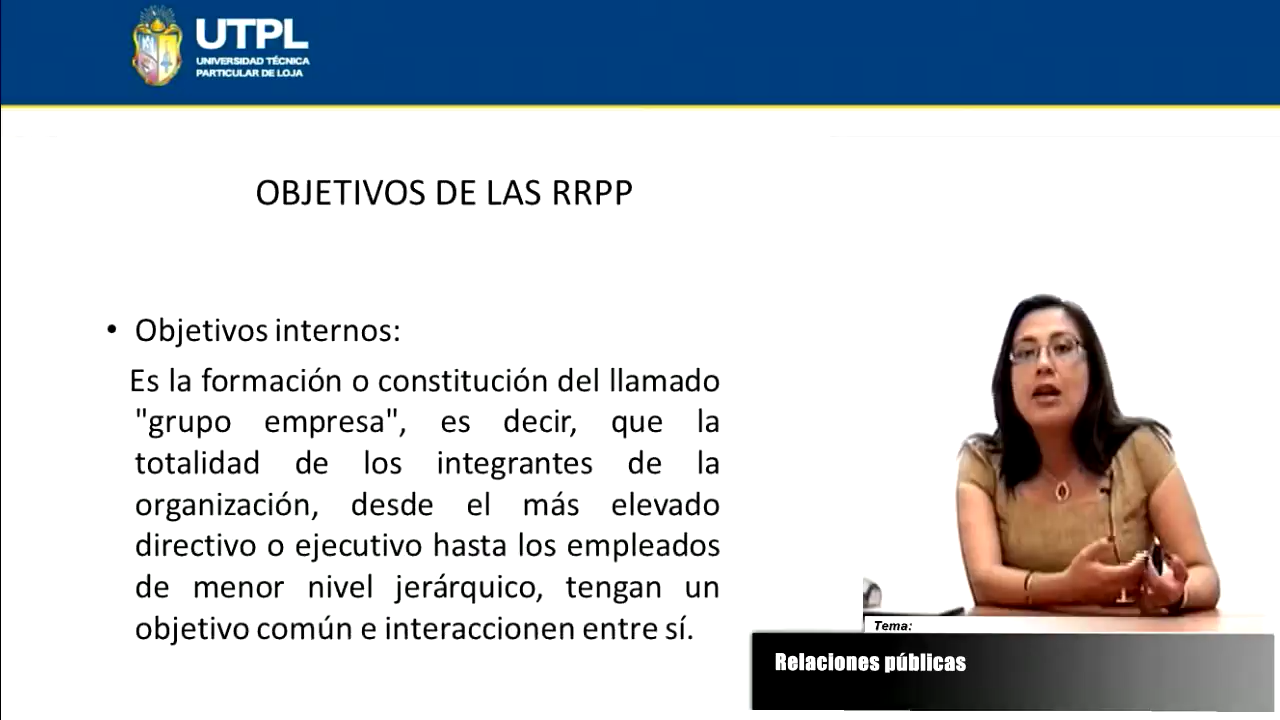 UTPL
UNIVERSIDAD TÉCNICA
PARTICULAR DE LOJA
OBJETIVOS DE LAS RRPP
• Objetivos internos:
Es la formación o constitución del llamado
"grupo empresa", es decir, que la
totalidad de los integrantes de la
organización, desde el más elevado
directivo o ejecutivo hasta los empleados
de menor nivel jerárquico, tengan un
objetivo común e interaccionen entre sí.
Tema:
Relaciones públicas